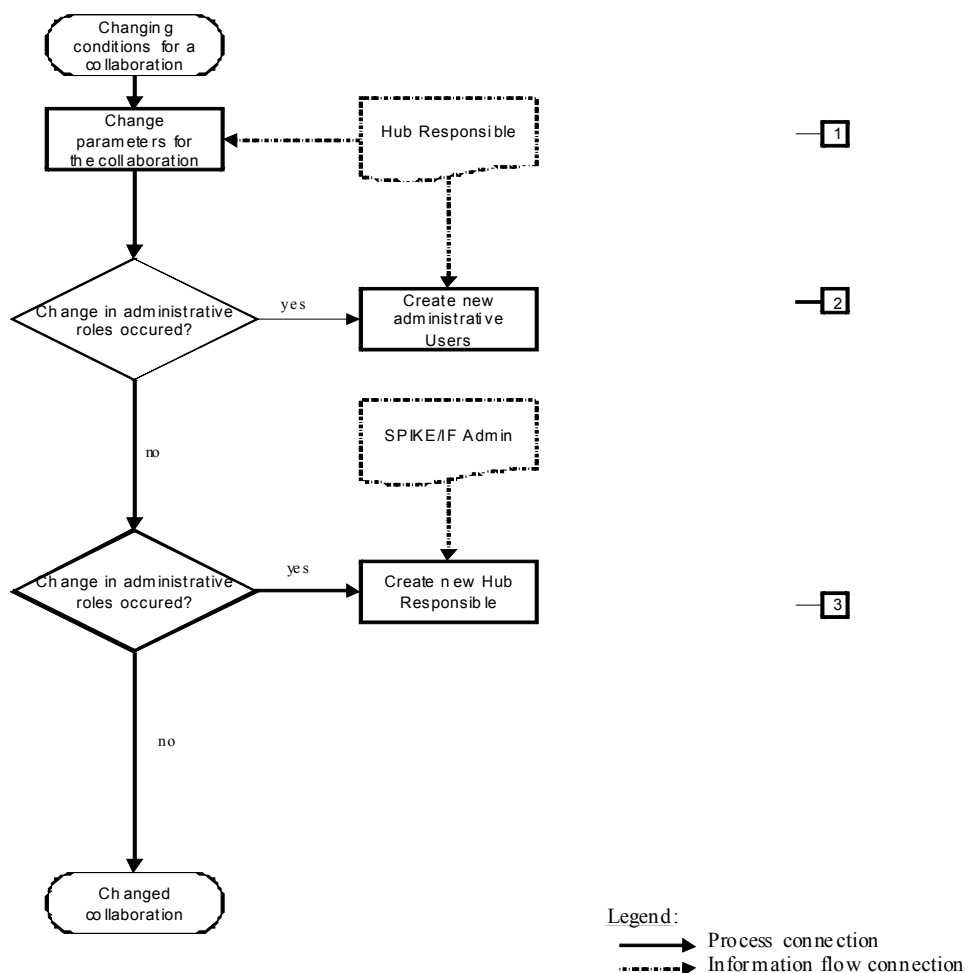 Changing
conditions for a
collaboration
Change
parameters for
the collaboration
Hub Responsible
1
Change in administrative
roles occured?
yes
Create new
administrative
Users
2
no
SPIKE/IF Admin
Change in administrative
roles occured?
yes
Create new Hub
Responsible
3
no
Changed
collaboration
Legend:
Process connection
Information flow connection